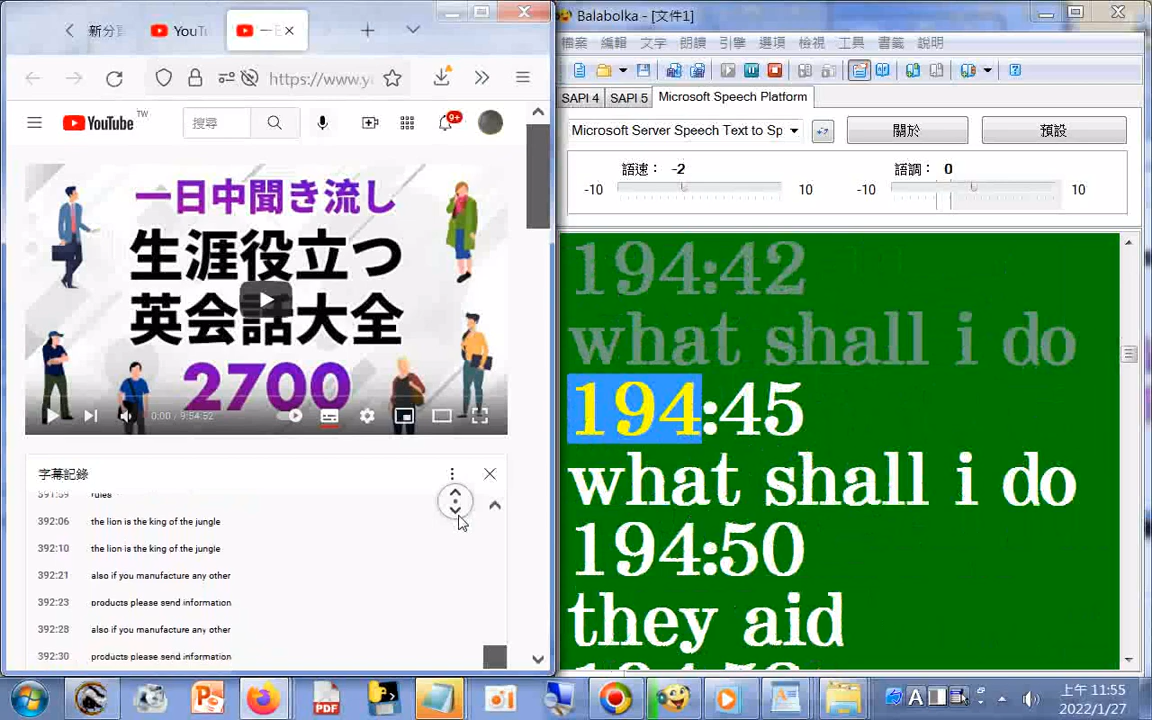 新分
YouTu
一日
Balabolka - [文件1]
檔案 編輯 文字 朗讀 引擎 選項 檢視 工具 書籤 說明
https://www.y
SAPI 4 SAPI 5 Microsoft Speech Platform
YouTube TW
搜尋
9+
Microsoft Server Speech Text to Sp
關於
預設
語速： -2
語調： 0
-10 10
-10 10
一日中聞き流し
生涯役立つ
英会話大全
2700
0:00 / 9:54:52
字幕記錄
391:59 rules
392:06 the lion is the king of the jungle
392:10 the lion is the king of the jungle
392:21 also if you manufacture any other
392:23 products please send information
392:28 also if you manufacture any other
392:30 products please send information
194:42
what shall i do
194:45
what shall i do
194:50
they aid
PDF
A
上午 11:55
2022/1/27